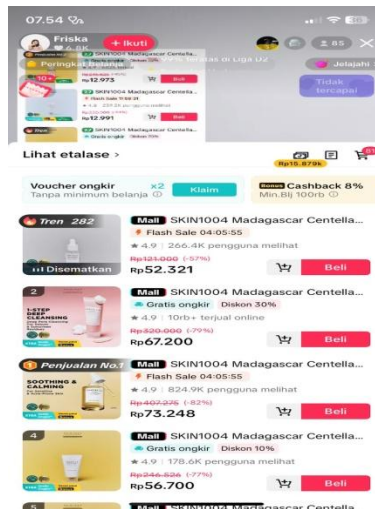 07.54
Friska
6.8K
+ Ikuti
85
Peringkat Belanja
Jelajahi
10+
Rp12.973
Beli
Tidak
tercapai
SKIN1004 Madagascar Centella...
Flash Sale
Rp12.991
Beli
SKIN1004 Madagascar Centella...
Lihat etalase >
Rp15.879k
Voucher ongkir x2
Tanpa minimum belanja
Klaim
Bonus Cashback 8%
Min.Blj 100rb
Tren 282
Mall SKIN1004 Madagascar Centella...
Flash Sale 04:05:55
4.9 | 266.4K pengguna melihat
Rp121.000 (-57%)
Rp52.321
Beli
Disematkan
2
1-STEP
DEEP
CLEANSING
Mall SKIN1004 Madagascar Centella...
Gratis ongkir Diskon 30%
4.9 | 10rb+ terjual online
Rp320.000 (-79%)
Rp67.200
Beli
Penjualan No.1
SOOTHING &
CALMING
Mall SKIN1004 Madagascar Centella...
Flash Sale 04:05:55
4.9 | 824.9K pengguna melihat
Rp407.275 (-82%)
Rp73.248
Beli
4
Mall SKIN1004 Madagascar Centella...
Gratis ongkir Diskon 10%
4.9 | 178.6K pengguna melihat
Rp246.526 (-77%)
Rp56.700
Beli
5
Mall SKIN1004 Madagascar Centella...